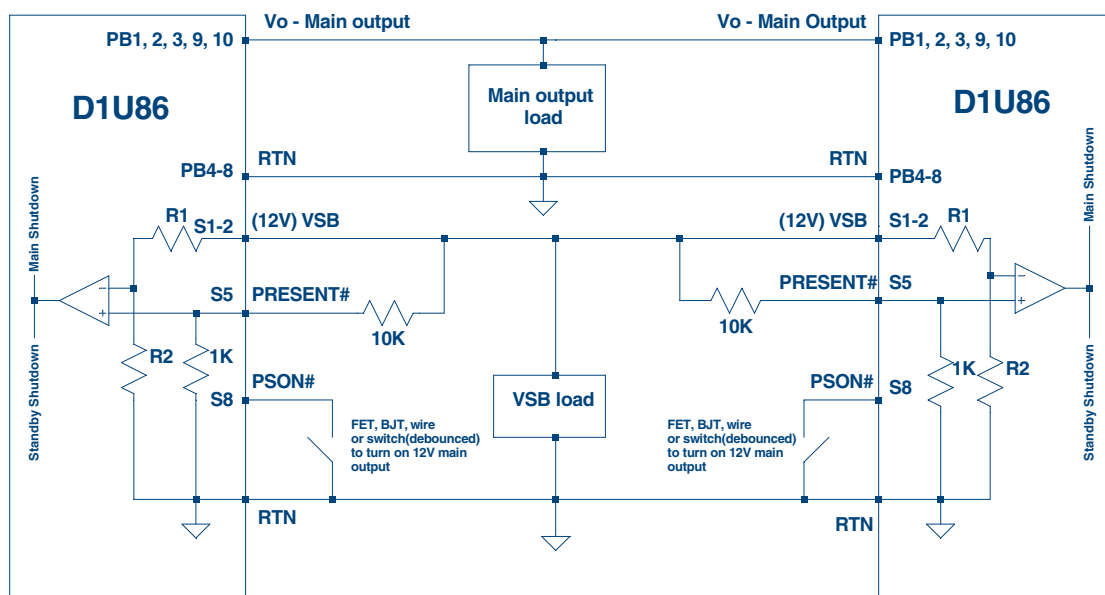 Vo - Main output
Vo - Main Output
PB1, 2, 3, 9, 10
PB1, 2, 3, 9, 10
D1U86
Main output
load
D1U86
RTN
RTN
PB4-8
PB4-8
Main Shutdown
Main Shutdown
R1
S1-2
(12V) VSB
(12V) VSB
S1-2
R1
S5
PRESENT#
PRESENT#
S5
10K
10K
R2
1K
1K
R2
S8
PSON#
PSON#
S8
VSB load
Standby Shutdown
Standby Shutdown
FET, BJT, wire
or switch(debounced)
to turn on 12V main
output
FET, BJT, wire
or switch(debounced)
to turn on 12V main
output
RTN
RTN